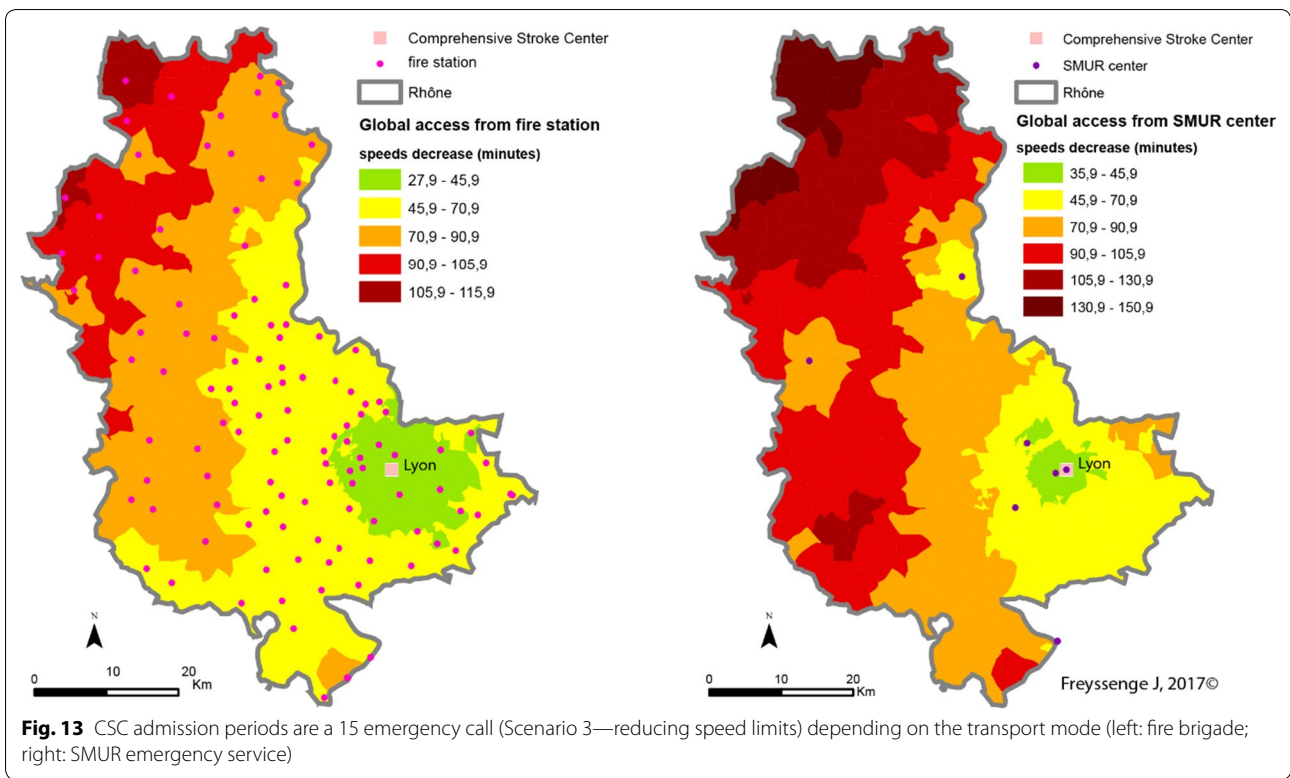 Comprehensive Stroke Center
fire station
Rhône
Global access from fire station
speeds decrease (minutes)
27,9 - 45,9
45,9 - 70,9
70,9 - 90,9
90,9 - 105,9
105,9 - 115,9
Lyon
N
0 10 20
Km
Comprehensive Stroke Center
SMUR center
Rhône
Global access from SMUR center
speeds decrease (minutes)
35,9 - 45,9
45,9 - 70,9
70,9 - 90,9
90,9 - 105,9
105,9 - 130,9
130,9 - 150,9
Lyon
N
0 10 20
Km
Freyssenge J, 2017©
Fig. 13 CSC admission periods are a 15 emergency call (Scenario 3—reducing speed limits) depending on the transport mode (left: fire brigade;
right: SMUR emergency service)